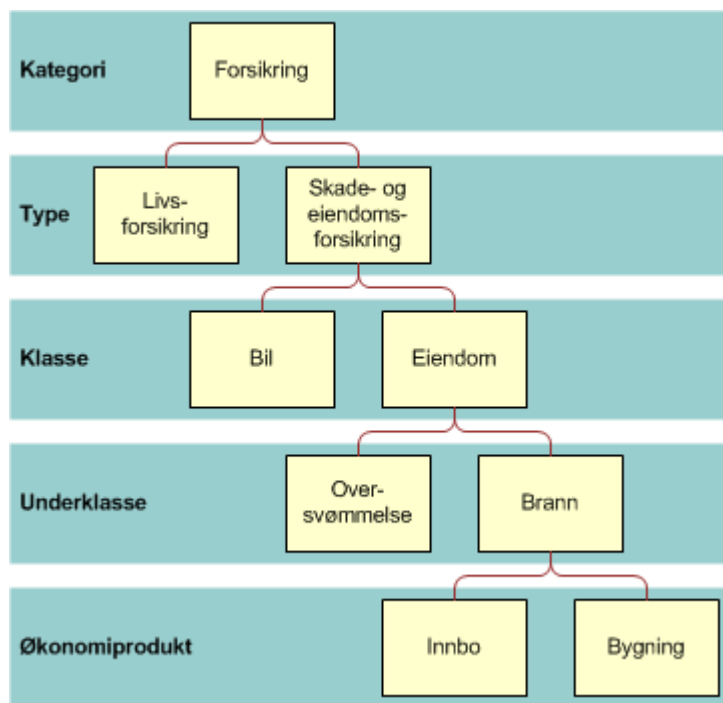 Kategori
Forsikring
Type
Livs-
forsikring
Skade- og
eiendoms-
forsikring
Klasse
Bil
Eiendom
Underklasse
Over-
svømmelse
Brann
Økonomiprodukt
Innbo
Bygning